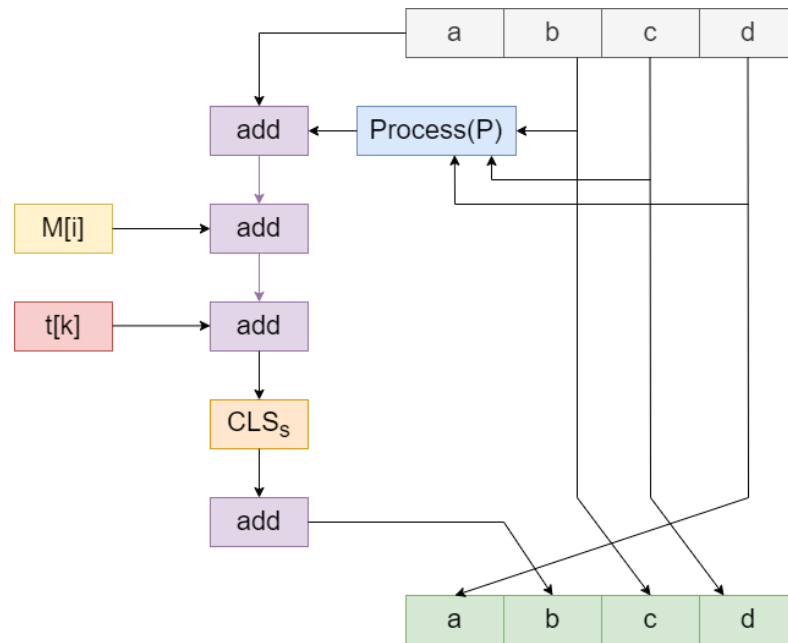 a b c d
add Process(P)
M[i] add
t[k] add
CLSs
add
a b c d